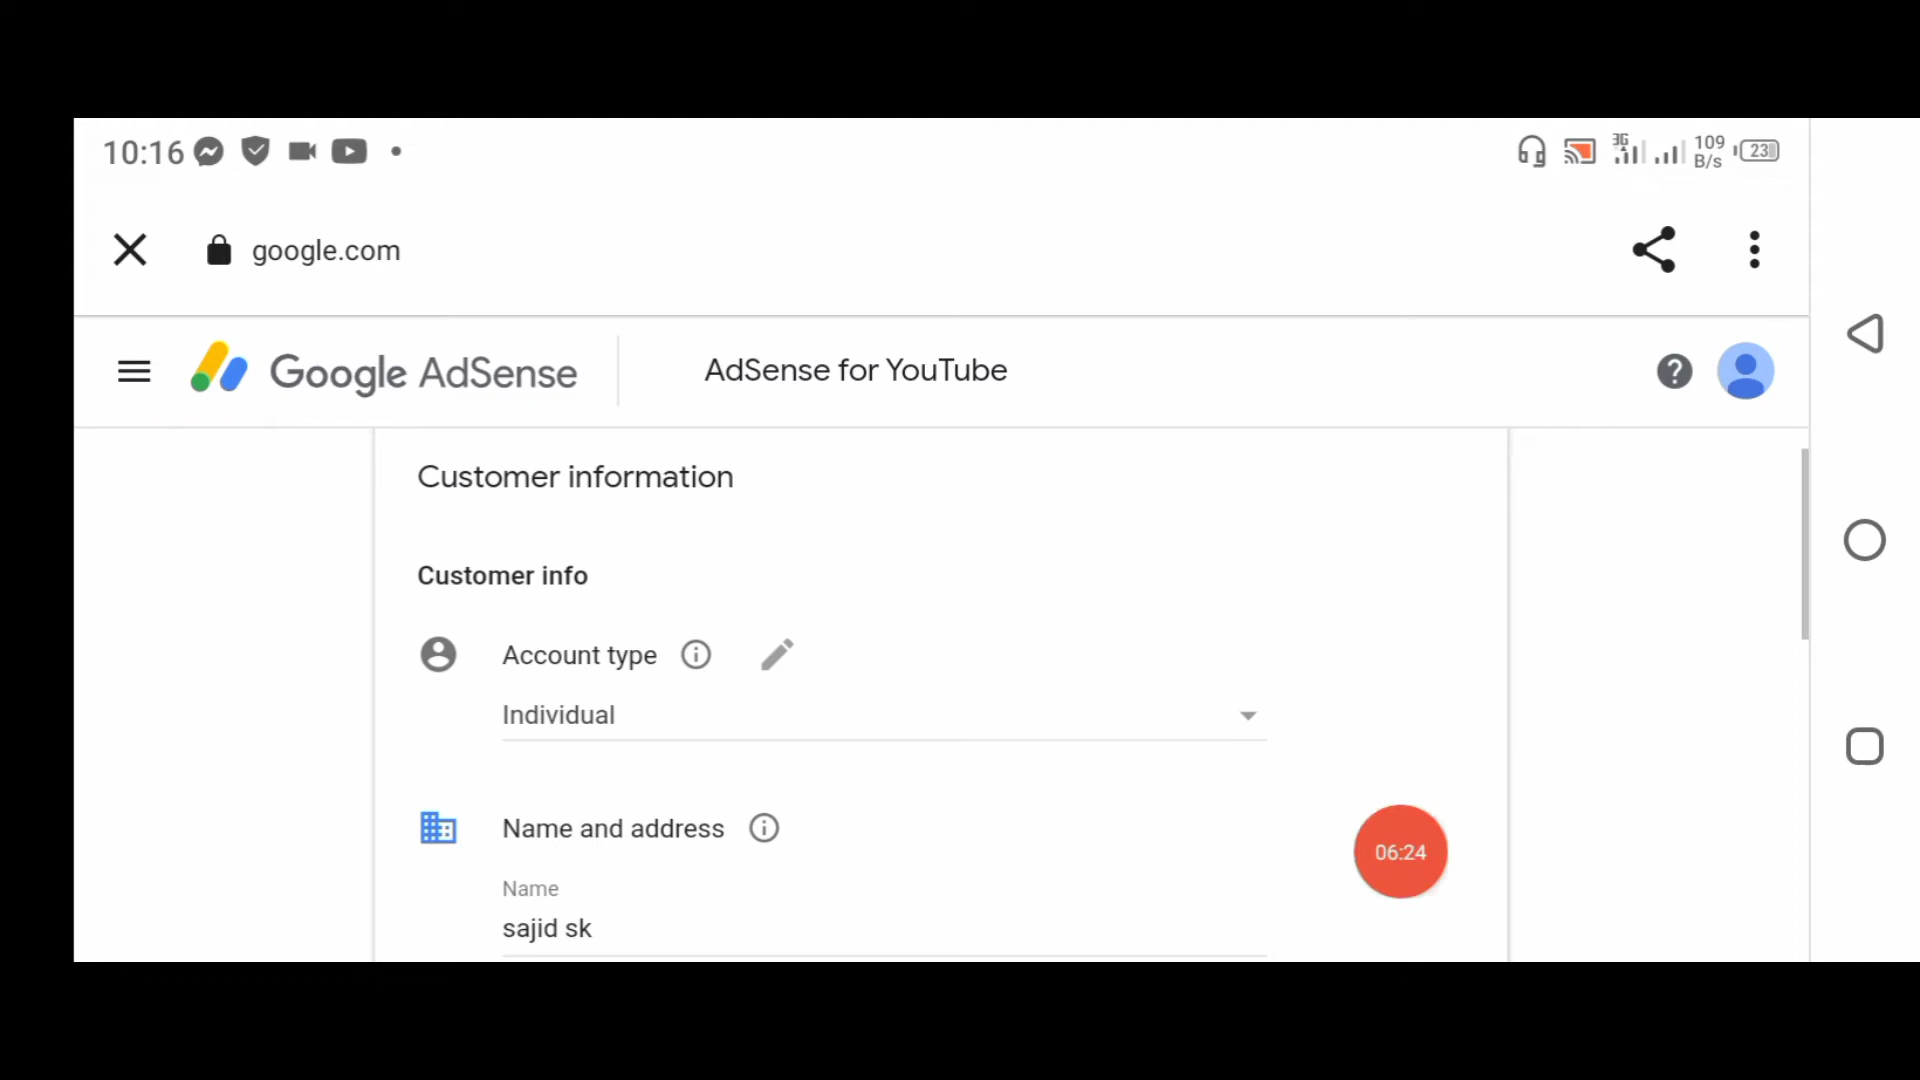 10:16
3G
109
B/s
23
google.com
Google AdSense
AdSense for YouTube
Customer information
Customer info
Account type
Individual
Name and address
Name
06:24
sajid sk